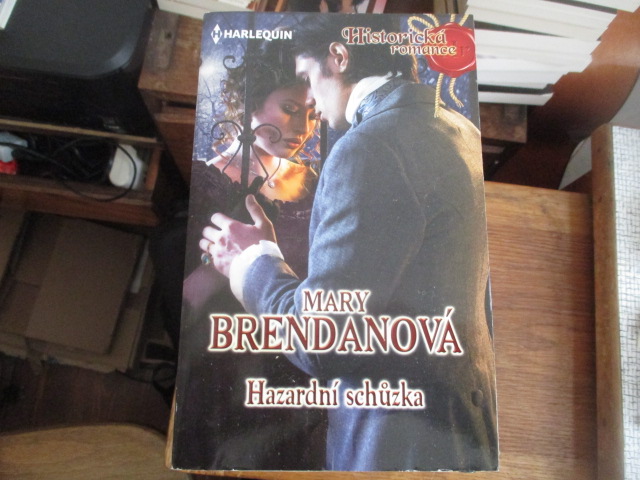 HARLEQUIN
Historická
romance
MARY
BRENDANOVÁ
Hazardní schůzka